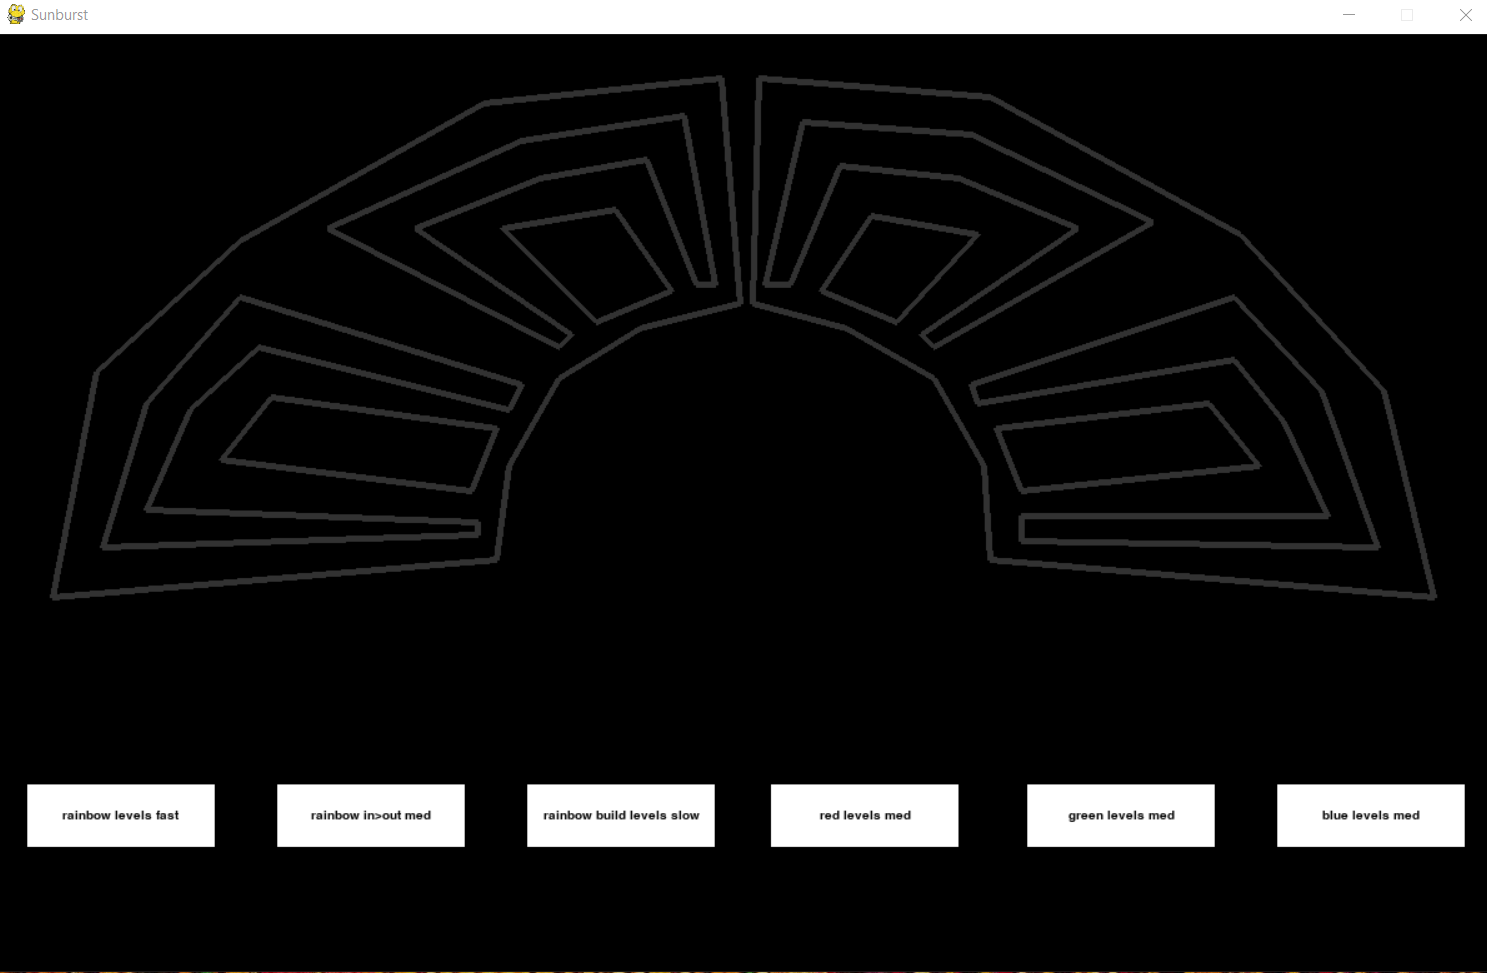 Sunburst
rainbow levels fast
rainbow in>out med
rainbow build levels slow
red levels med
green levels med
blue levels med